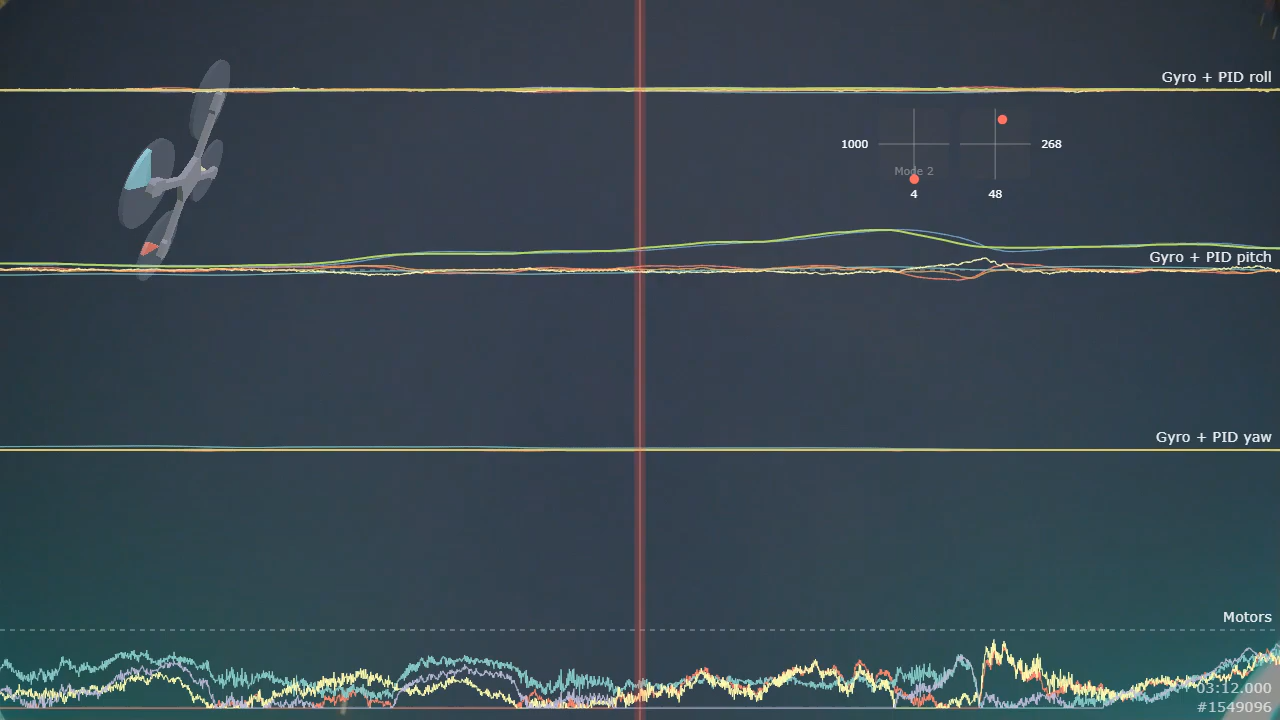 Gyro + PID roll
1000
268
Mode 2
4
48
Gyro + PID pitch
Gyro + PID yaw
Motors
03:12.000
#1549096